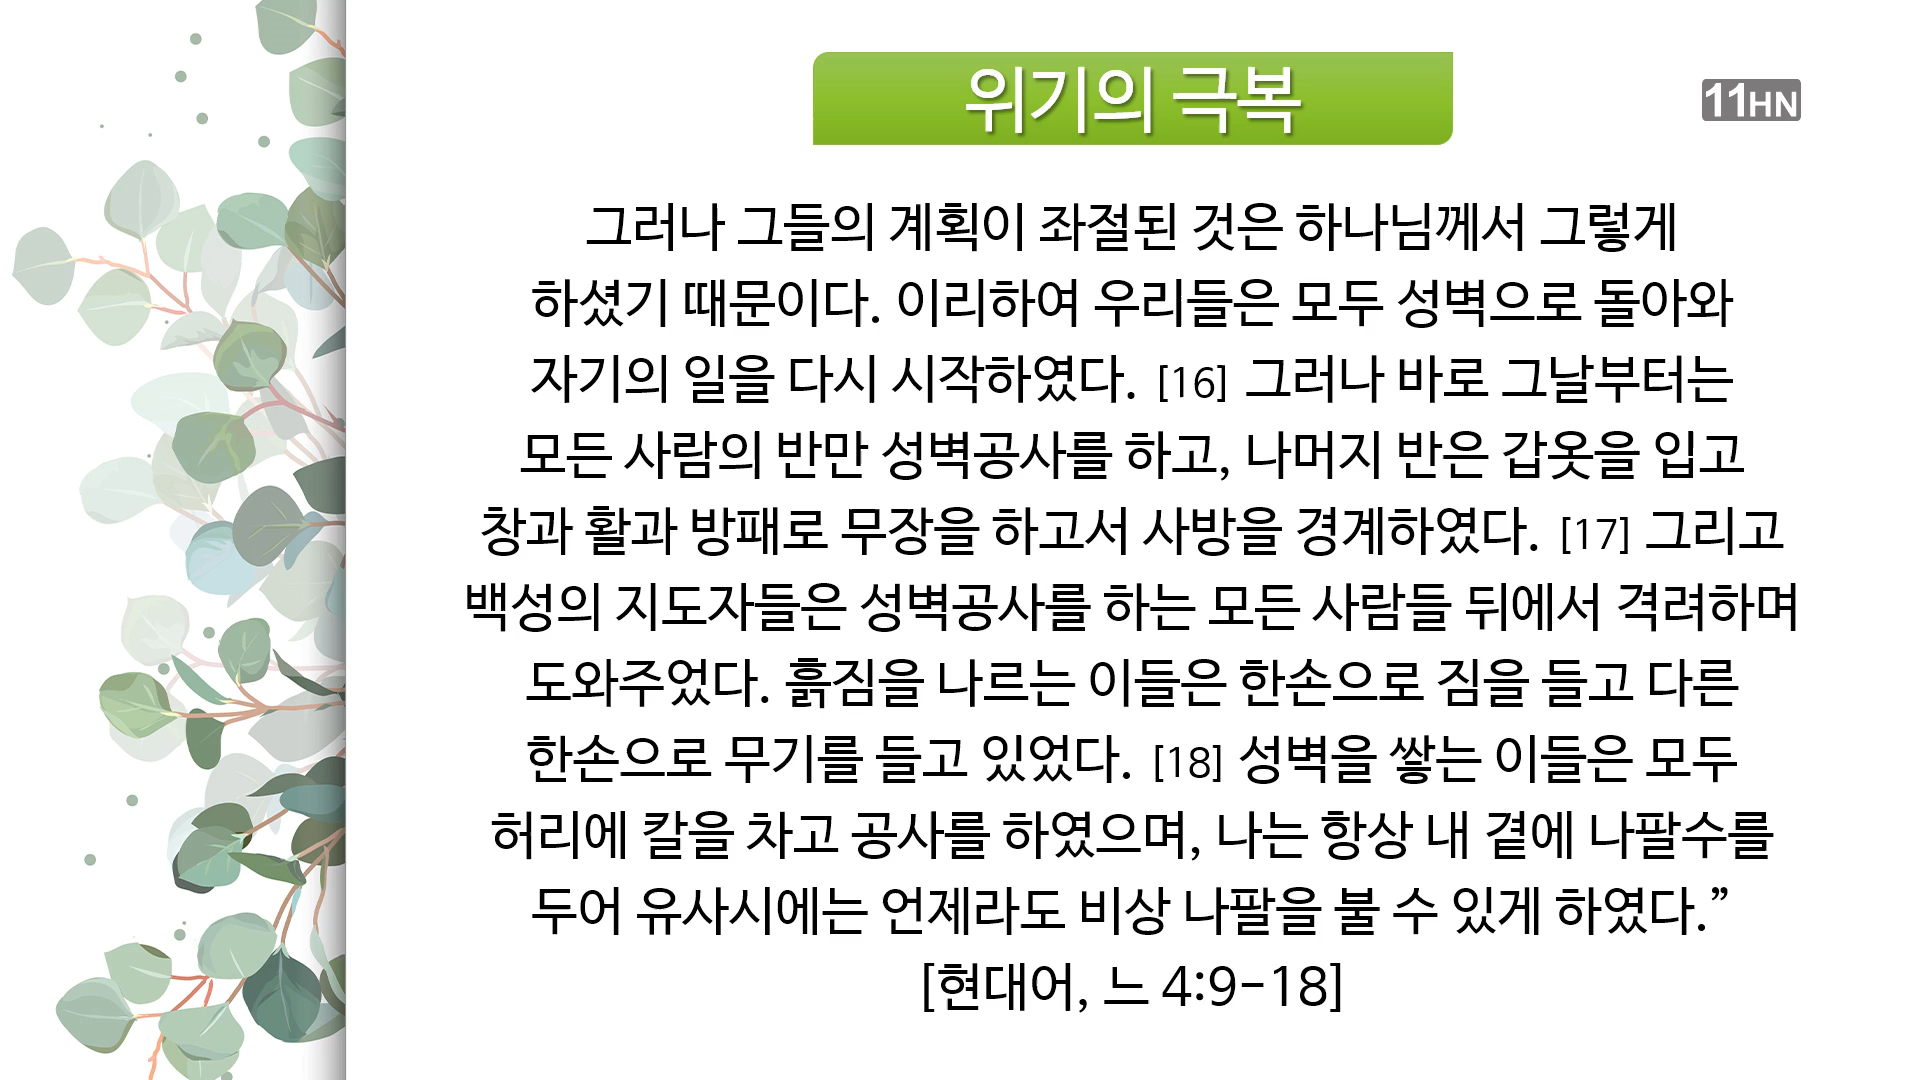 위기의 극복
11HN
그러나 그들의 계획이 좌절된 것은 하나님께서 그렇게
하셨기 때문이다. 이리하여 우리들은 모두 성벽으로 돌아와
자기의 일을 다시 시작하였다. [16] 그러나 바로 그날부터는
모든 사람의 반만 성벽공사를 하고, 나머지 반은 갑옷을 입고
창과 활과 방패로 무장을 하고서 사방을 경계하였다. [17] 그리고
백성의 지도자들은 성벽공사를 하는 모든 사람들 뒤에서 격려하며
도와주었다. 흙짐을 나르는 이들은 한손으로 짐을 들고 다른
한손으로 무기를 들고 있었다. [18] 성벽을 쌓는 이들은 모두
허리에 칼을 차고 공사를 하였으며, 나는 항상 내 곁에 나팔수를
두어 유사시에는 언제라도 비상 나팔을 불 수 있게 하였다.”
[현대어, 느 4:9-18]